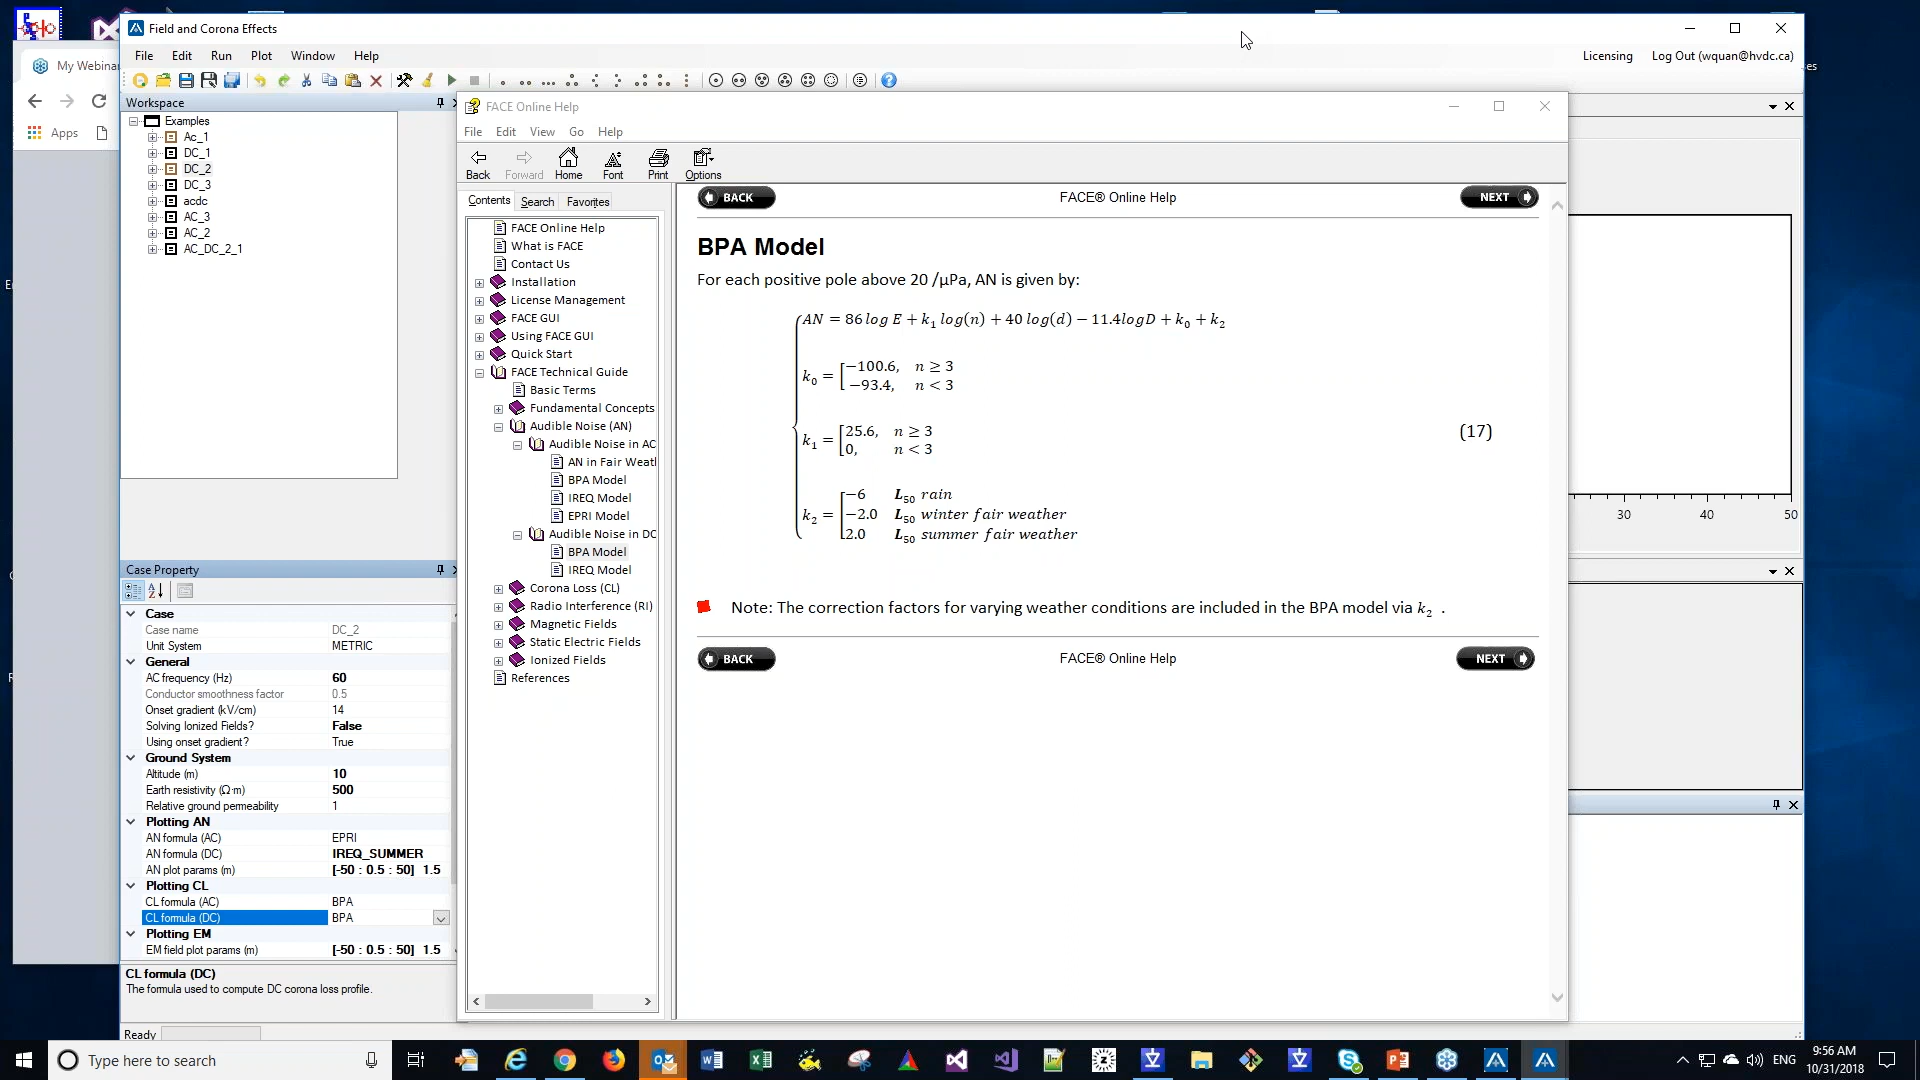 Field and Corona Effects
File Edit Run Plot Window Help
Licensing Log Out (wquan@hvdc.ca)
My Webinar
Apps
Workspace
Examples
Ac_1
DC_1
DC_2
DC_3
acdc
AC_3
AC_2
AC_DC_2_1
Case Property
Case
Case name DC_2
Unit System METRIC
General
AC frequency (Hz) 60
Conductor smoothness factor 0.5
Onset gradient (kV/cm) 14
Solving Ionized Fields? False
Using onset gradient? True
Ground System
Altitude (m) 10
Earth resistivity (Ω·m) 500
Relative ground permeability 1
Plotting AN
AN formula (AC) EPRI
AN formula (DC) IREQ_SUMMER
AN plot params (m) [-50 : 0.5 : 50] 1.5
Plotting CL
CL formula (AC) BPA
CL formula (DC) BPA
Plotting EM
EM field plot params (m) [-50 : 0.5 : 50] 1.5
CL formula (DC)
The formula used to compute DC corona loss profile.
Ready
FACE Online Help
File Edit View Go Help
Back Forward Home Font Print Options
Contents Search Favorites
FACE Online Help
What is FACE
Contact Us
Installation
License Management
FACE GUI
Using FACE GUI
Quick Start
FACE Technical Guide
Basic Terms
Fundamental Concepts
Audible Noise (AN)
Audible Noise in AC
AN in Fair Weat
BPA Model
IREQ Model
EPRI Model
Audible Noise in DC
BPA Model
IREQ Model
Corona Loss (CL)
Radio Interference (RI)
Magnetic Fields
Static Electric Fields
Ionized Fields
References
BACK FACE® Online Help NEXT
BPA Model
For each positive pole above 20 /µPa, AN is given by:
AN = 86 log E + k₁ log(n) + 40 log(d) − 11.4logD + k₀ + k₂
k₀ = [−100.6, n ≥ 3
−93.4, n < 3
k₁ = [25.6, n ≥ 3
0, n < 3
(17)
k₂ = [−6 L₅₀ rain
−2.0 L₅₀ winter fair weather
2.0 L₅₀ summer fair weather
Note: The correction factors for varying weather conditions are included in the BPA model via k₂ .
BACK FACE® Online Help NEXT
30 40 50
Type here to search
ENG
9:56 AM
10/31/2018